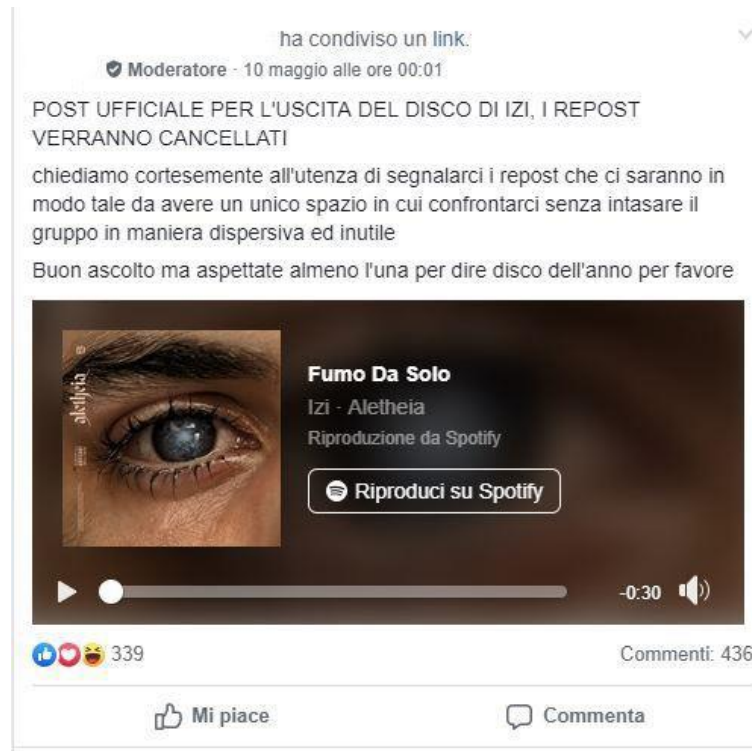 ha condiviso un link.
Moderatore · 10 maggio alle ore 00:01
POST UFFICIALE PER L'USCITA DEL DISCO DI IZI, I REPOST
VERRANNO CANCELLATI
chiediamo cortesemente all'utenza di segnalarci i repost che ci saranno in
modo tale da avere un unico spazio in cui confrontarci senza intasare il
gruppo in maniera dispersiva ed inutile
Buon ascolto ma aspettate almeno l'una per dire disco dell'anno per favore
aletheia
Fumo Da Solo
Izi · Aletheia
Riproduzione da Spotify
Riproduci su Spotify
-0:30
339
Commenti: 436
Mi piace
Commenta